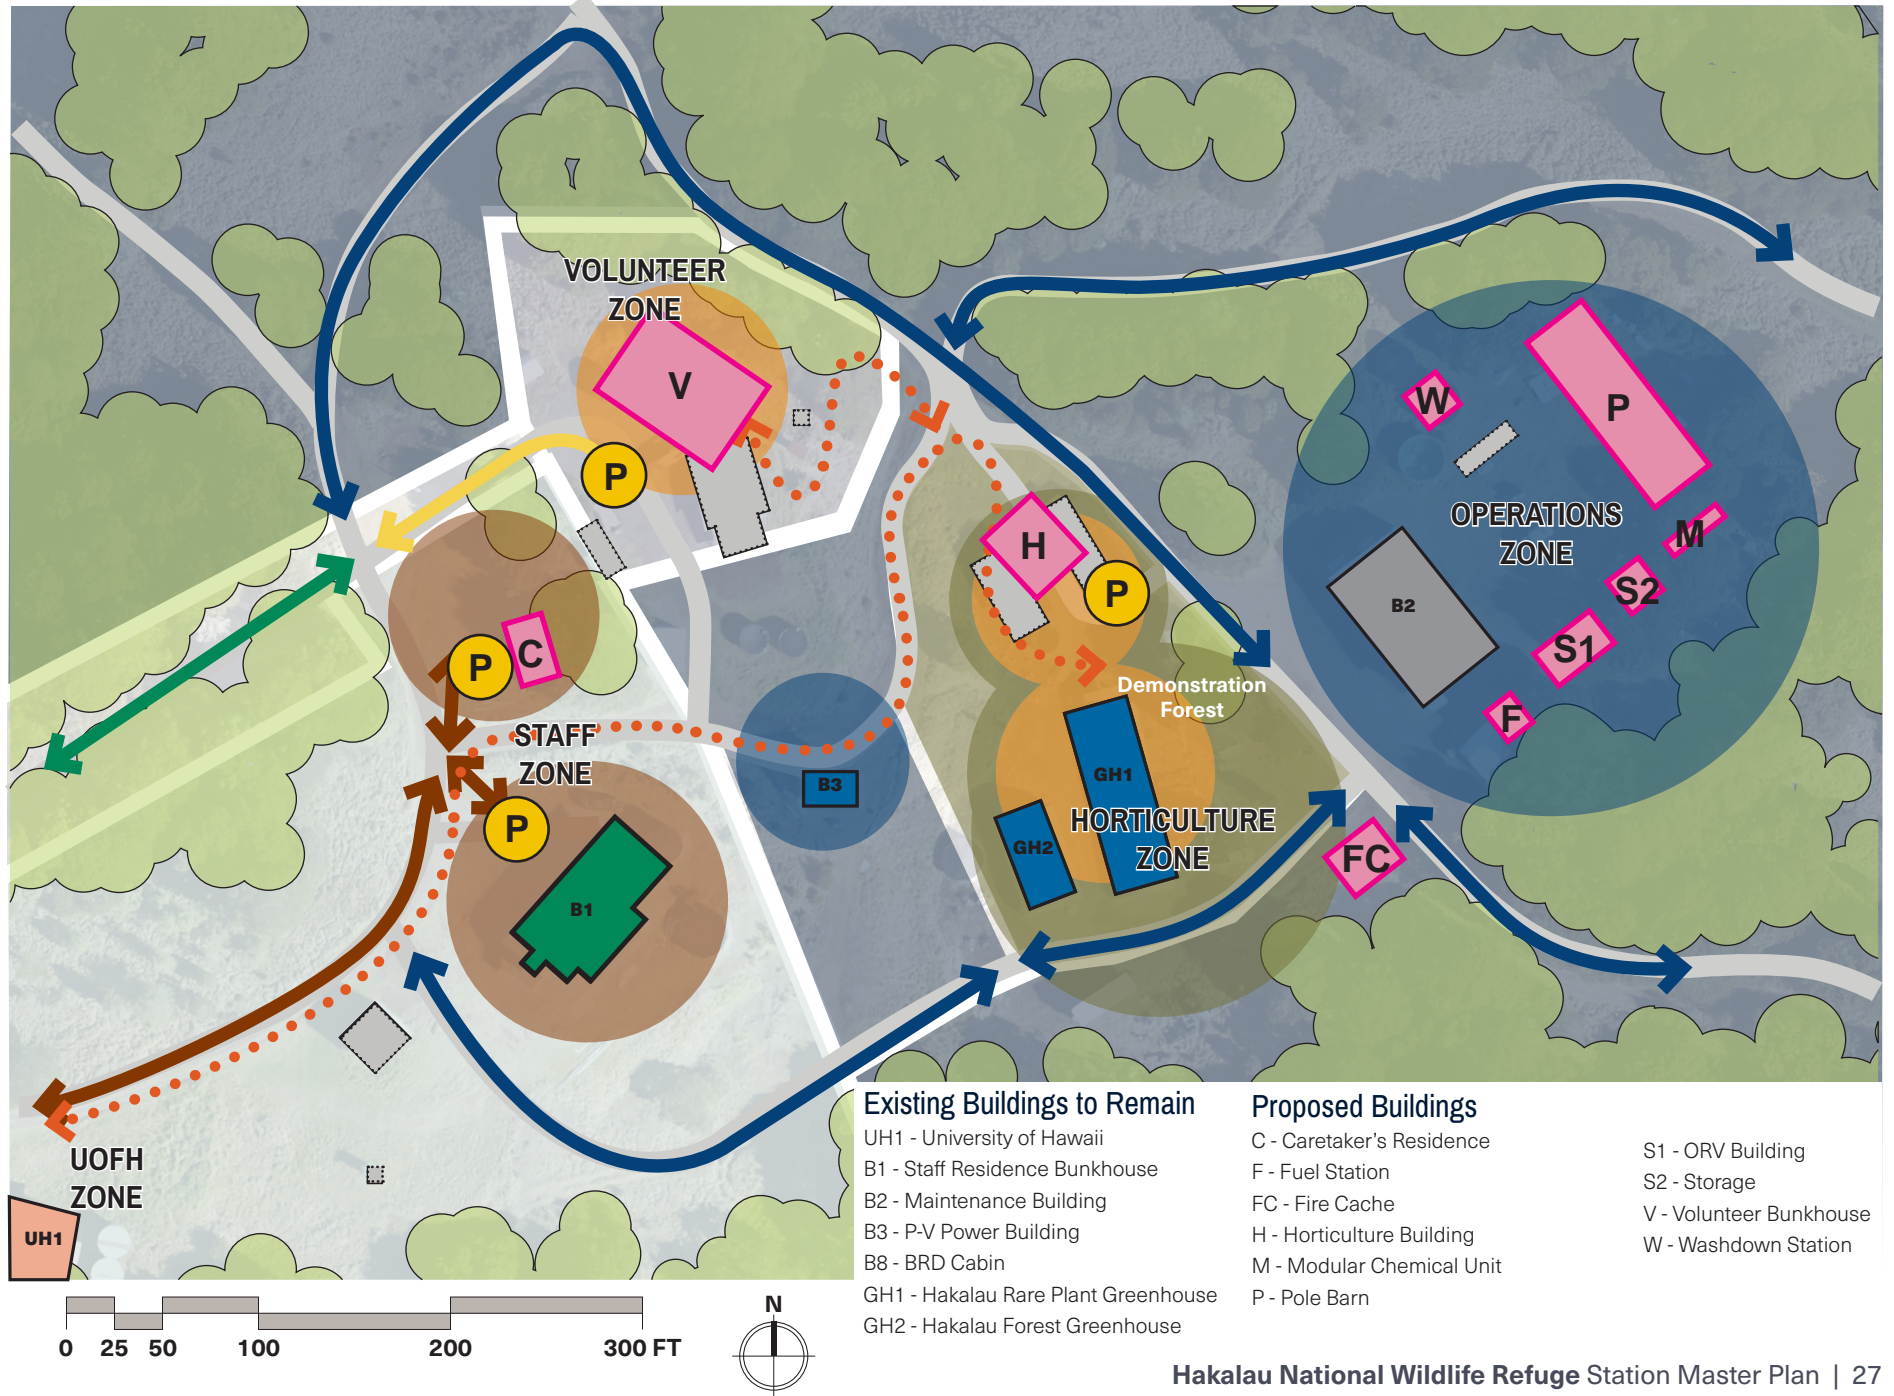 VOLUNTEER
ZONE
V
P
W
P
OPERATIONS
ZONE
M
S2
B2
S1
F
H
P
C
P
Demonstration
Forest
STAFF
ZONE
P
B3
GH1
HORTICULTURE
ZONE
GH2
FC
B1
UOFH
ZONE
UH1
Existing Buildings to Remain
UH1 - University of Hawaii
B1 - Staff Residence Bunkhouse
B2 - Maintenance Building
B3 - P-V Power Building
B8 - BRD Cabin
GH1 - Hakalau Rare Plant Greenhouse
GH2 - Hakalau Forest Greenhouse
Proposed Buildings
C - Caretaker’s Residence
F - Fuel Station
FC - Fire Cache
H - Horticulture Building
M - Modular Chemical Unit
P - Pole Barn
S1 - ORV Building
S2 - Storage
V - Volunteer Bunkhouse
W - Washdown Station
0 25 50 100 200 300 FT
N
Hakalau National Wildlife Refuge Station Master Plan | 27